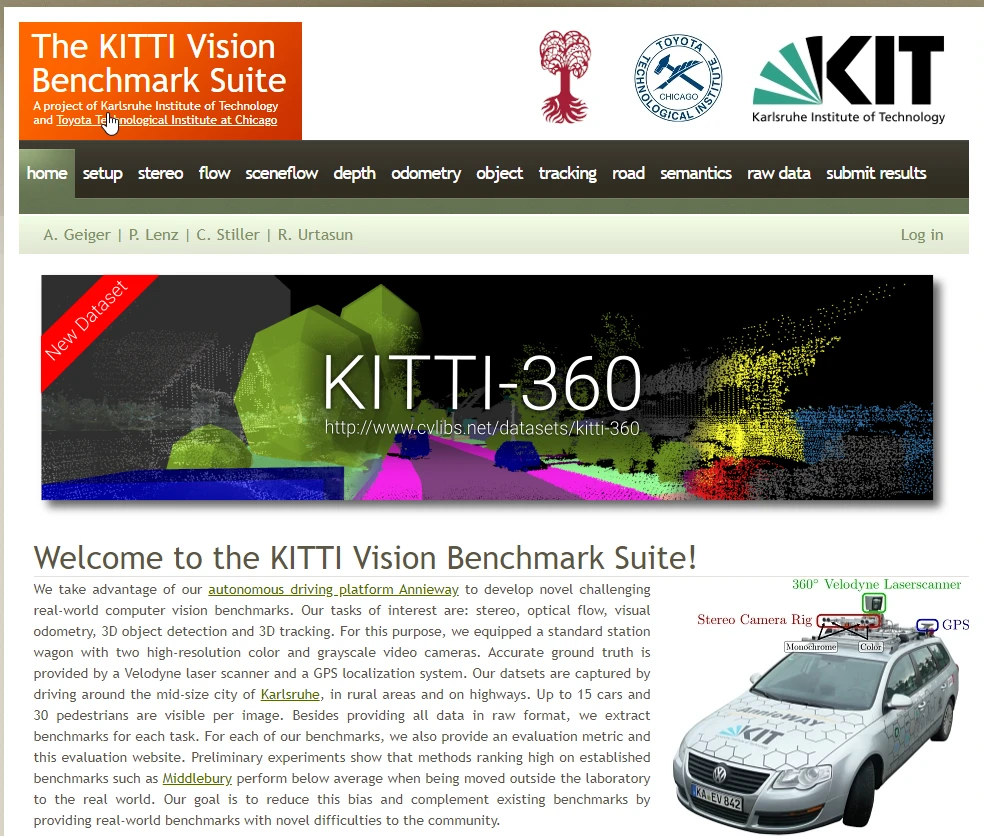 The KITTI Vision
Benchmark Suite
A project of Karlsruhe Institute of Technology
and Toyota Technological Institute at Chicago
TOYOTA TECHNOLOGICAL INSTITUTE
CHICAGO
KIT
Karlsruhe Institute of Technology
home setup stereo flow sceneflow depth odometry object tracking road semantics raw data submit results
A. Geiger | P. Lenz | C. Stiller | R. Urtasun
Log in
New Dataset
KITTI-360
http://www.cvlibs.net/datasets/kitti-360
Welcome to the KITTI Vision Benchmark Suite!
We take advantage of our autonomous driving platform Annieway to develop novel challenging
real-world computer vision benchmarks. Our tasks of interest are: stereo, optical flow, visual
odometry, 3D object detection and 3D tracking. For this purpose, we equipped a standard station
wagon with two high-resolution color and grayscale video cameras. Accurate ground truth is
provided by a Velodyne laser scanner and a GPS localization system. Our datsets are captured by
driving around the mid-size city of Karlsruhe, in rural areas and on highways. Up to 15 cars and
30 pedestrians are visible per image. Besides providing all data in raw format, we extract
benchmarks for each task. For each of our benchmarks, we also provide an evaluation metric and
this evaluation website. Preliminary experiments show that methods ranking high on established
benchmarks such as Middlebury perform below average when being moved outside the laboratory
to the real world. Our goal is to reduce this bias and complement existing benchmarks by
providing real-world benchmarks with novel difficulties to the community.
360° Velodyne Laserscanner
Stereo Camera Rig
GPS
Monochrome
Color
AnnieWAY
KIT
KA EV 842